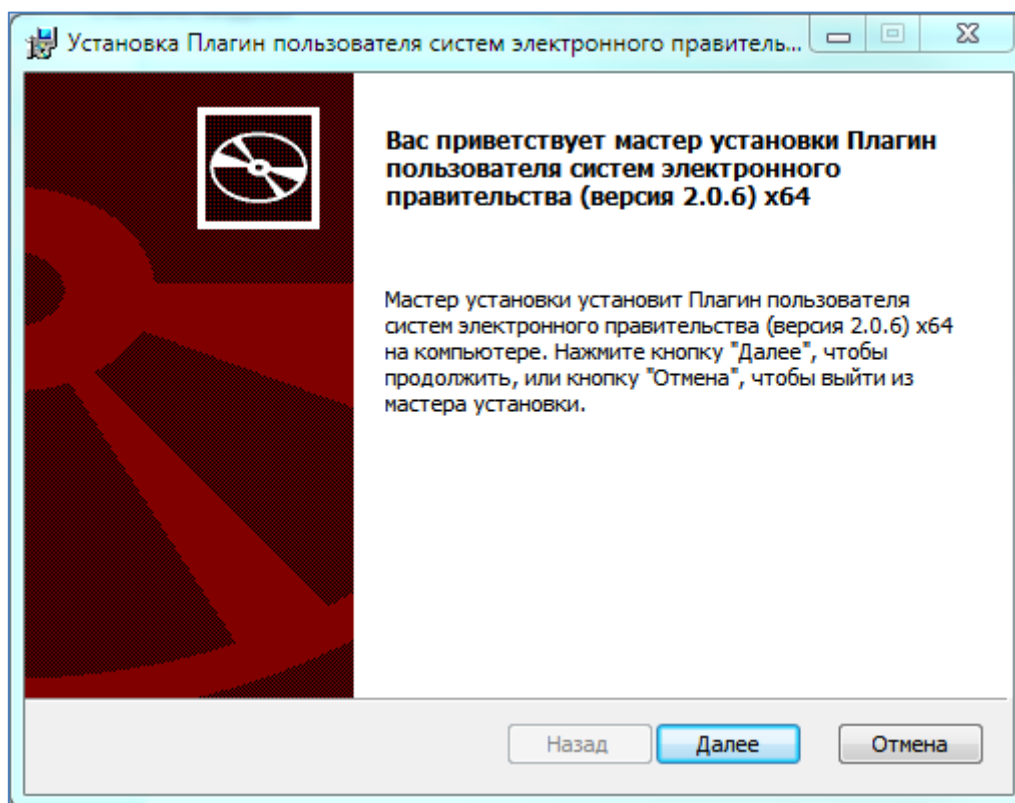 Установка Плагин пользователя систем электронного правитель...
Вас приветствует мастер установки Плагин
пользователя систем электронного
правительства (версия 2.0.6) x64
Мастер установки установит Плагин пользователя
систем электронного правительства (версия 2.0.6) x64
на компьютере. Нажмите кнопку "Далее", чтобы
продолжить, или кнопку "Отмена", чтобы выйти из
мастера установки.
Назад Далее Отмена